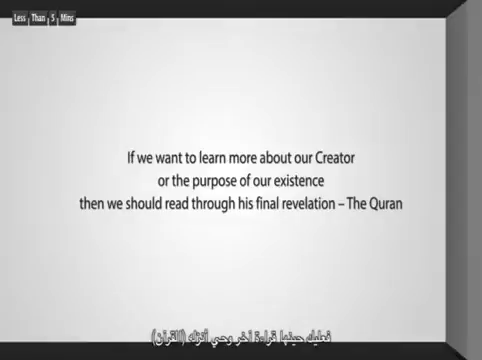 Less Than 5 Mins
If we want to learn more about our Creator
or the purpose of our existence
then we should read through his final revelation – The Quran
فعليك حينها قراءة آخر وحي أنزله (القرآن)